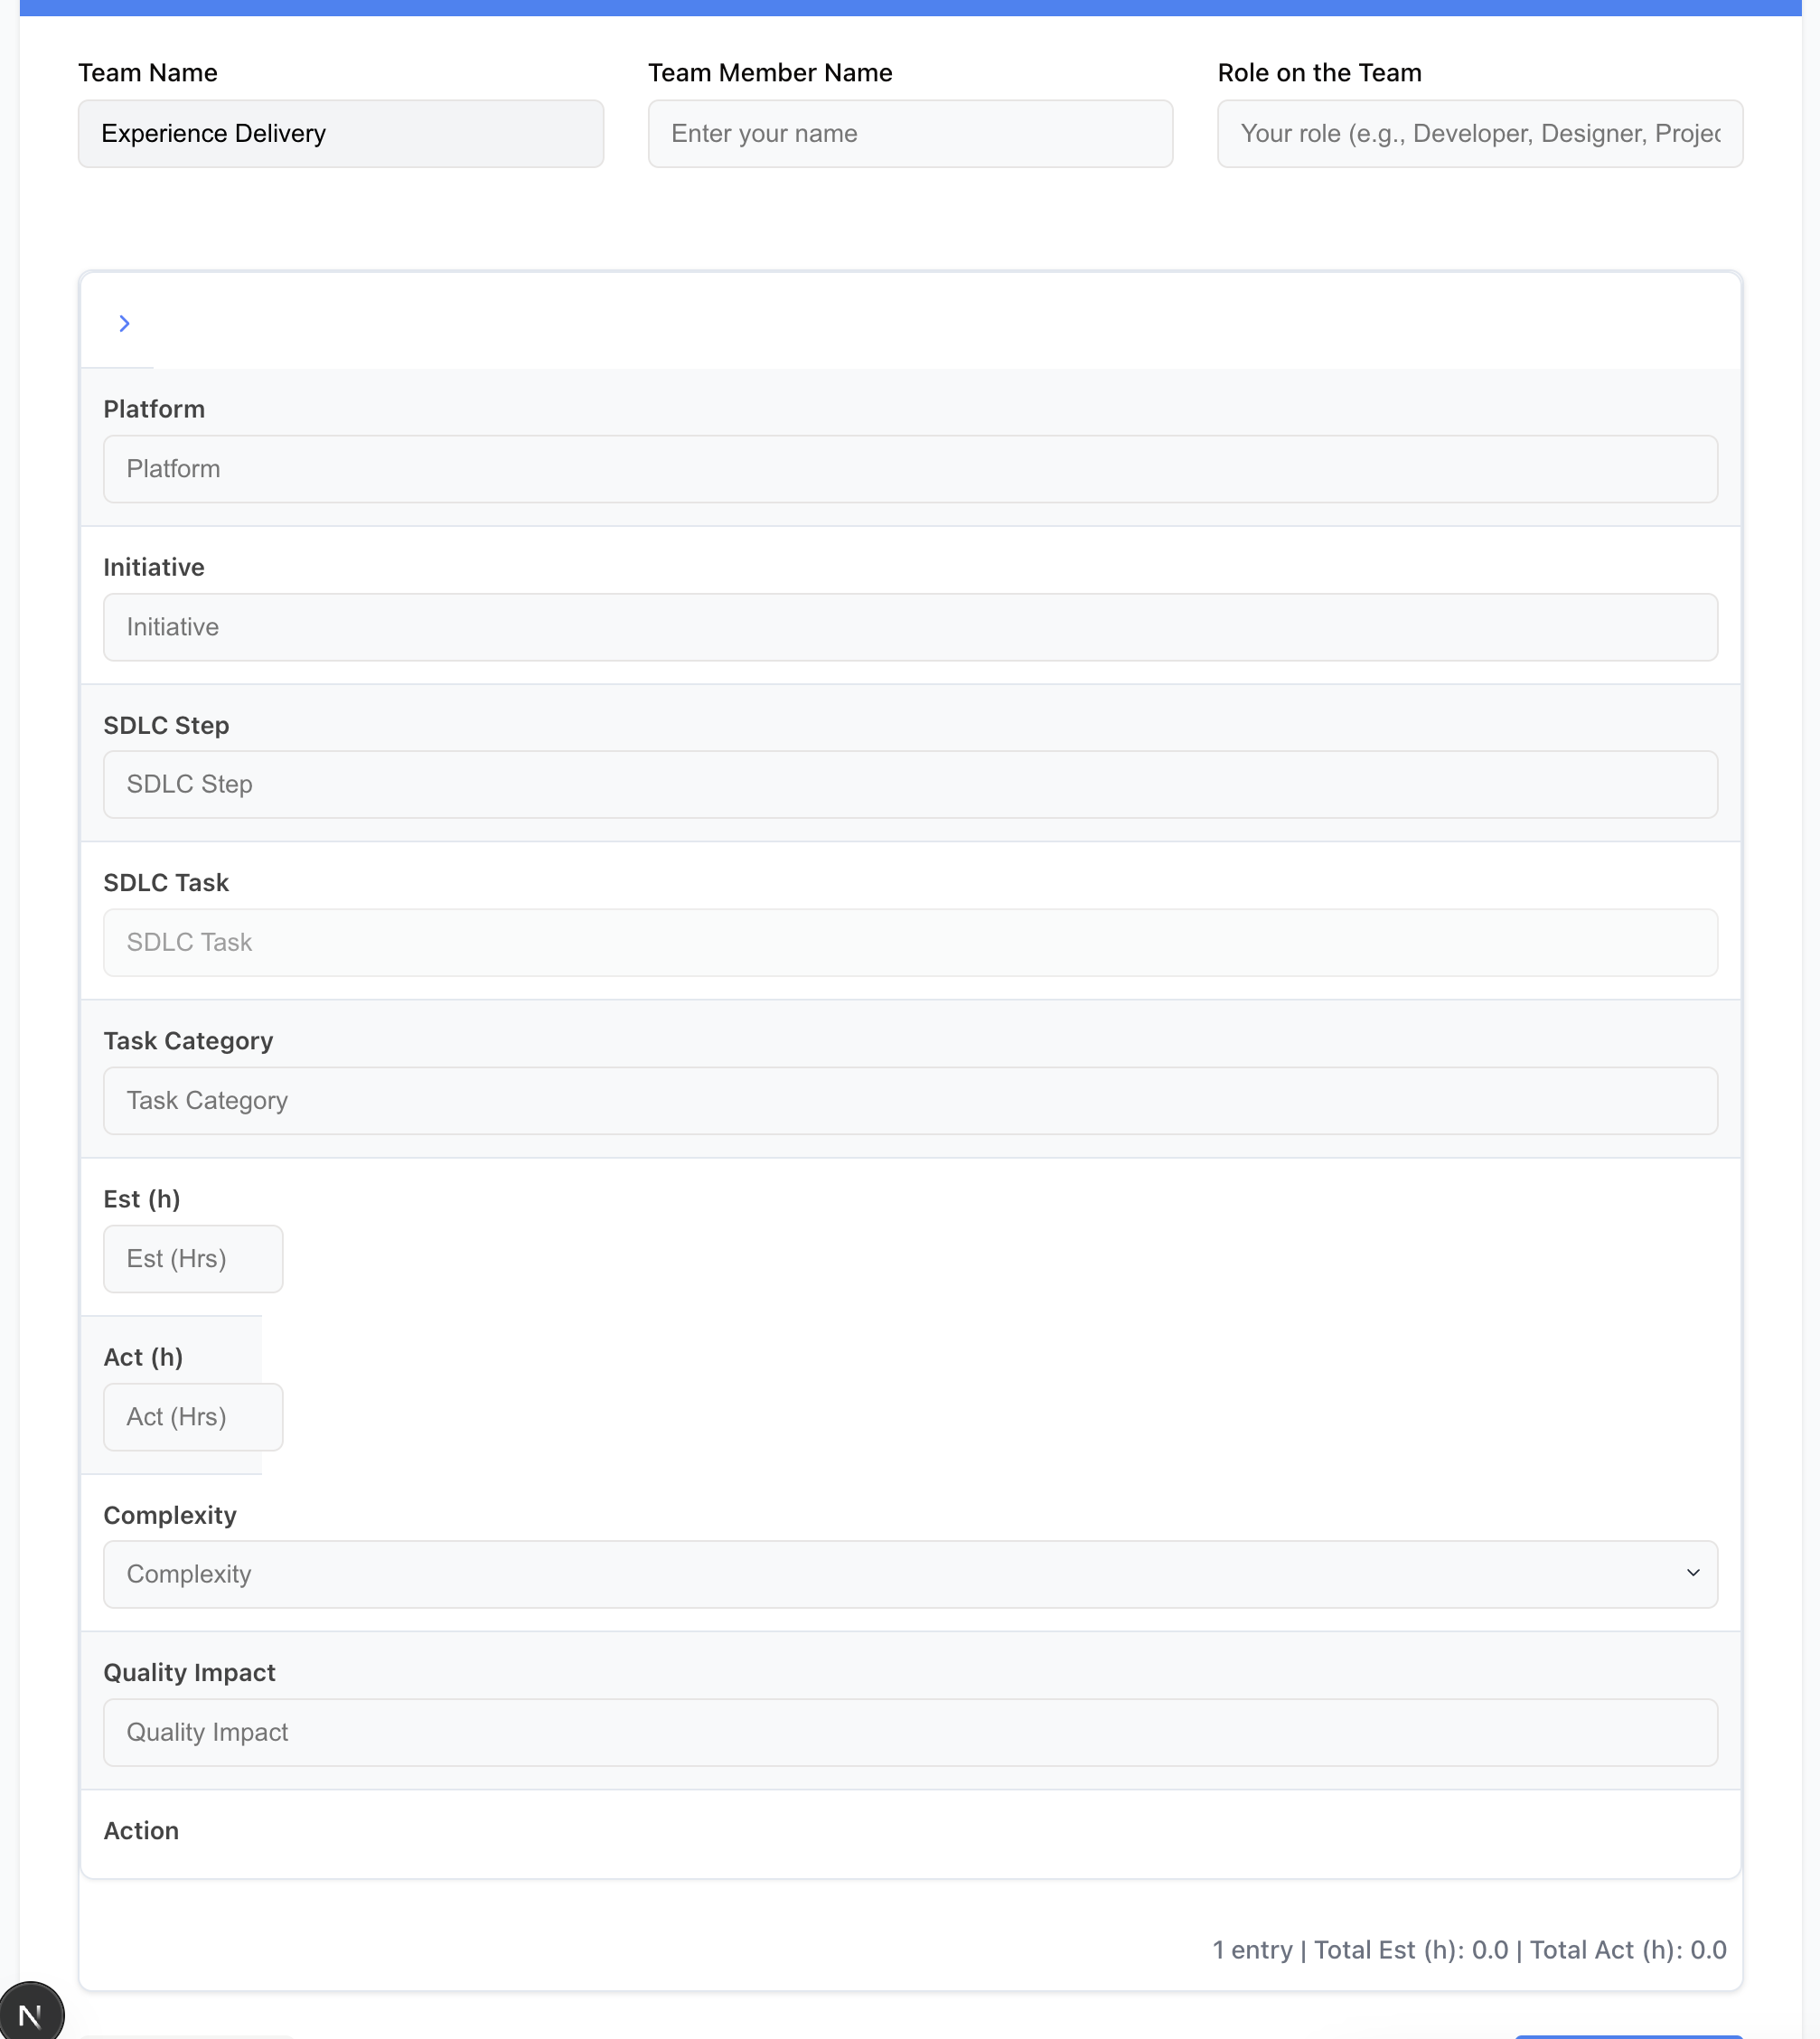 Team Name
Team Member Name
Role on the Team
Experience Delivery
Enter your name
Your role (e.g., Developer, Designer, Projec
Platform
Platform
Initiative
Initiative
SDLC Step
SDLC Step
SDLC Task
SDLC Task
Task Category
Task Category
Est (h)
Est (Hrs)
Act (h)
Act (Hrs)
Complexity
Complexity
Quality Impact
Quality Impact
Action
1 entry | Total Est (h): 0.0 | Total Act (h): 0.0
N